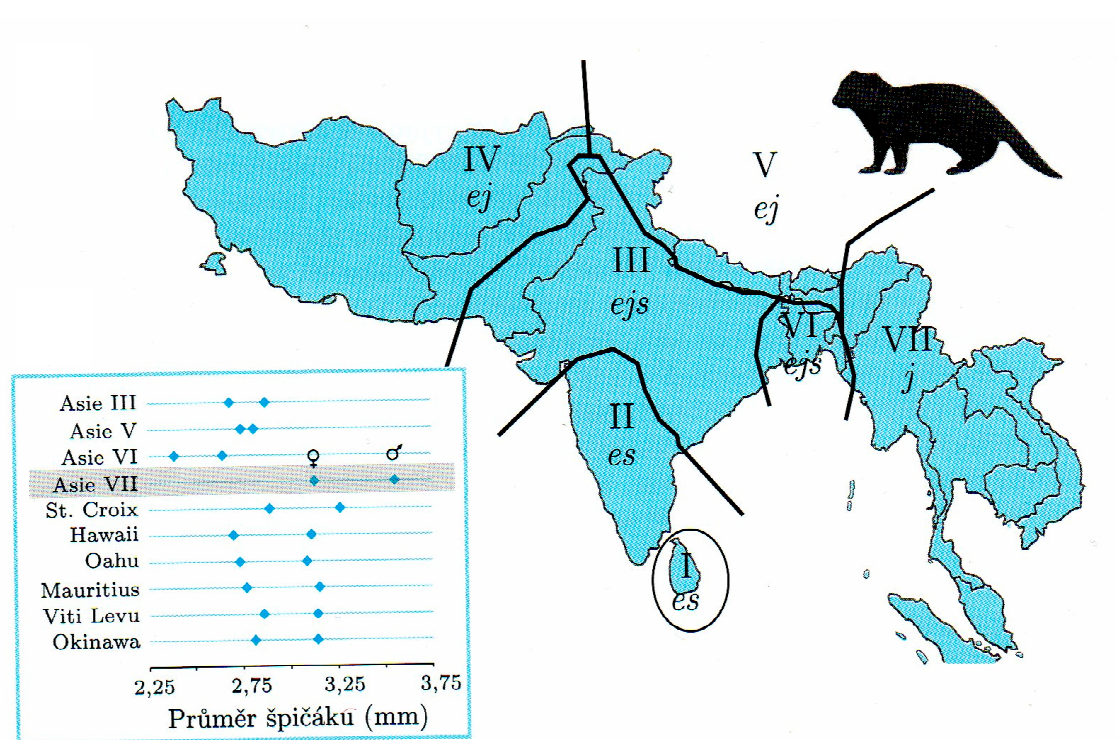 IV
ej
V
ej
III
ejs
VI
ejs
VII
j
II
es
I
es
Asie III
Asie V
Asie VI ♀ ♂
Asie VII
St. Croix
Hawaii
Oahu
Mauritius
Viti Levu
Okinawa
2,25 2,75 3,25 3,75
Průměr špičáku (mm)